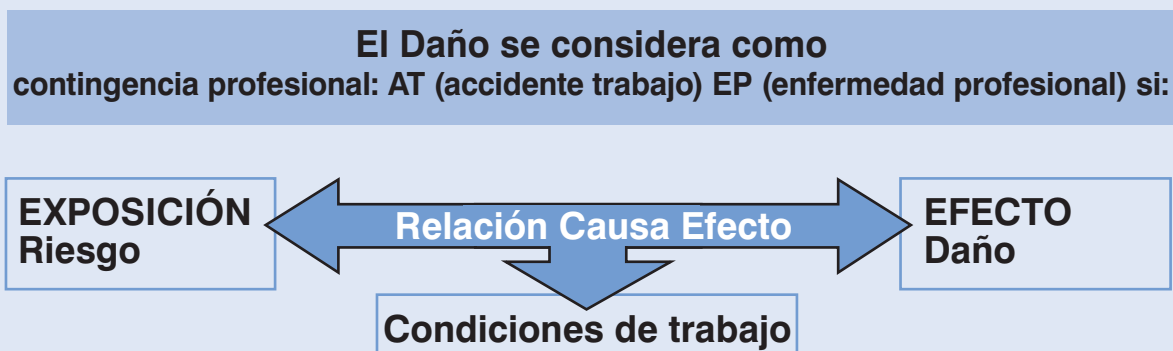 El Daño se considera como
contingencia profesional: AT (accidente trabajo) EP (enfermedad profesional) si:
EXPOSICIÓN
Riesgo
Relación Causa Efecto
EFECTO
Daño
Condiciones de trabajo